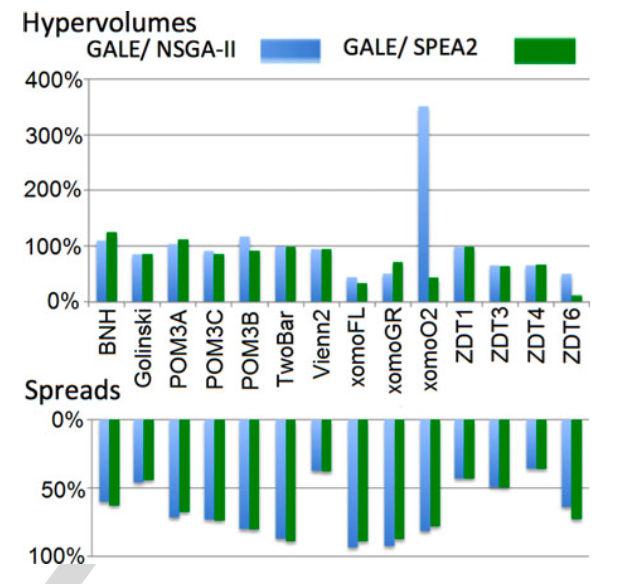 Hypervolumes
GALE/ NSGA-II GALE/ SPEA2
400%
300%
200%
100%
0%
BNH
Golinski
POM3A
POM3C
POM3B
TwoBar
Vienn2
xomoFL
xomoGR
xomoO2
ZDT1
ZDT3
ZDT4
ZDT6
Spreads
0%
50%
100%